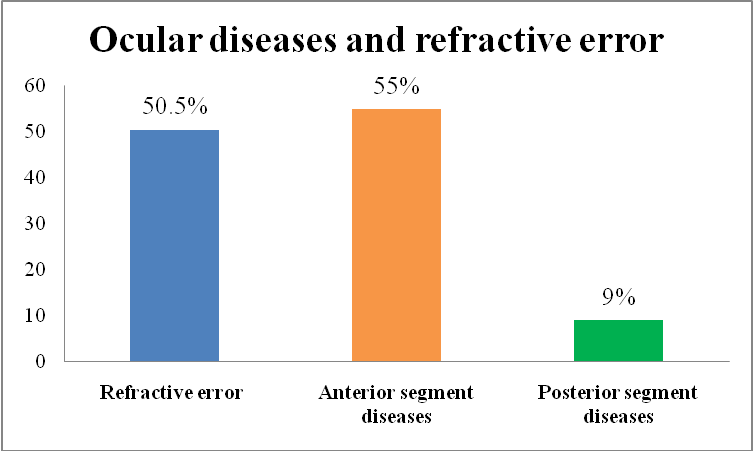 Ocular diseases and refractive error
60
50
40
30
20
10
0
50.5%
55%
9%
Refractive error
Anterior segment
diseases
Posterior segment
diseases